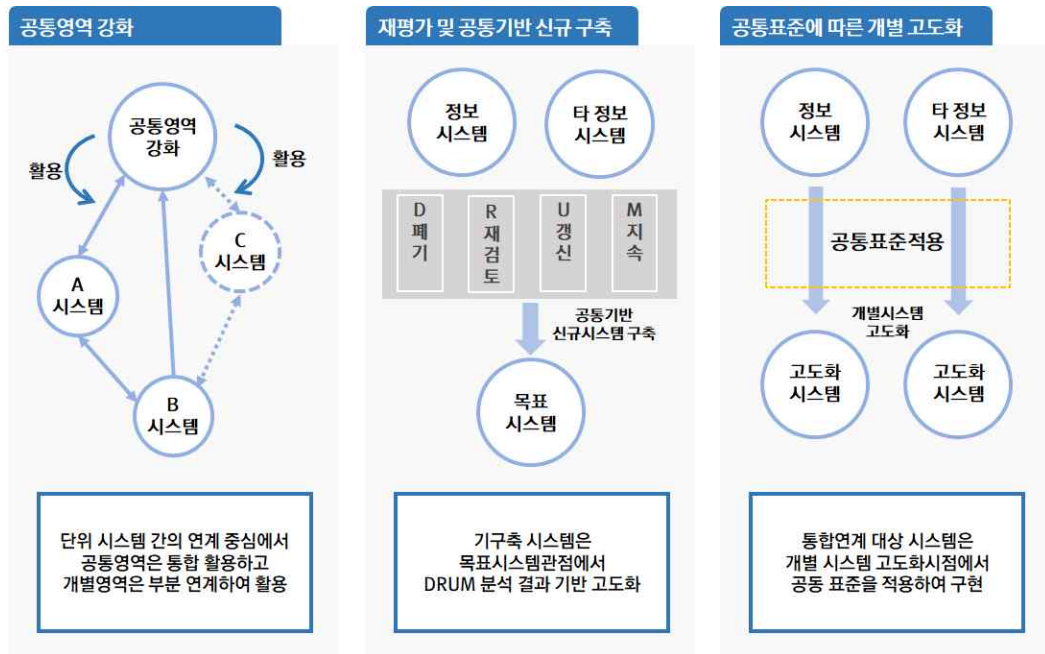 공통영역 강화
공통영역
강화
활용
활용
C
시스템
A
시스템
B
시스템
단위 시스템 간의 연계 중심에서
공통영역은 통합 활용하고
개별영역은 부분 연계하여 활용
재평가 및 공통기반 신규 구축
정보
시스템
타 정보
시스템
D
폐
기
R
재
검
토
U
갱
신
M
지
속
공통기반
신규시스템 구축
목표
시스템
기구축 시스템은
목표시스템관점에서
DRUM 분석 결과 기반 고도화
공통표준에 따른 개별 고도화
정보
시스템
타 정보
시스템
공통표준적용
개별시스템
고도화
고도화
시스템
고도화
시스템
통합연계 대상 시스템은
개별 시스템 고도화시점에서
공동 표준을 적용하여 구현